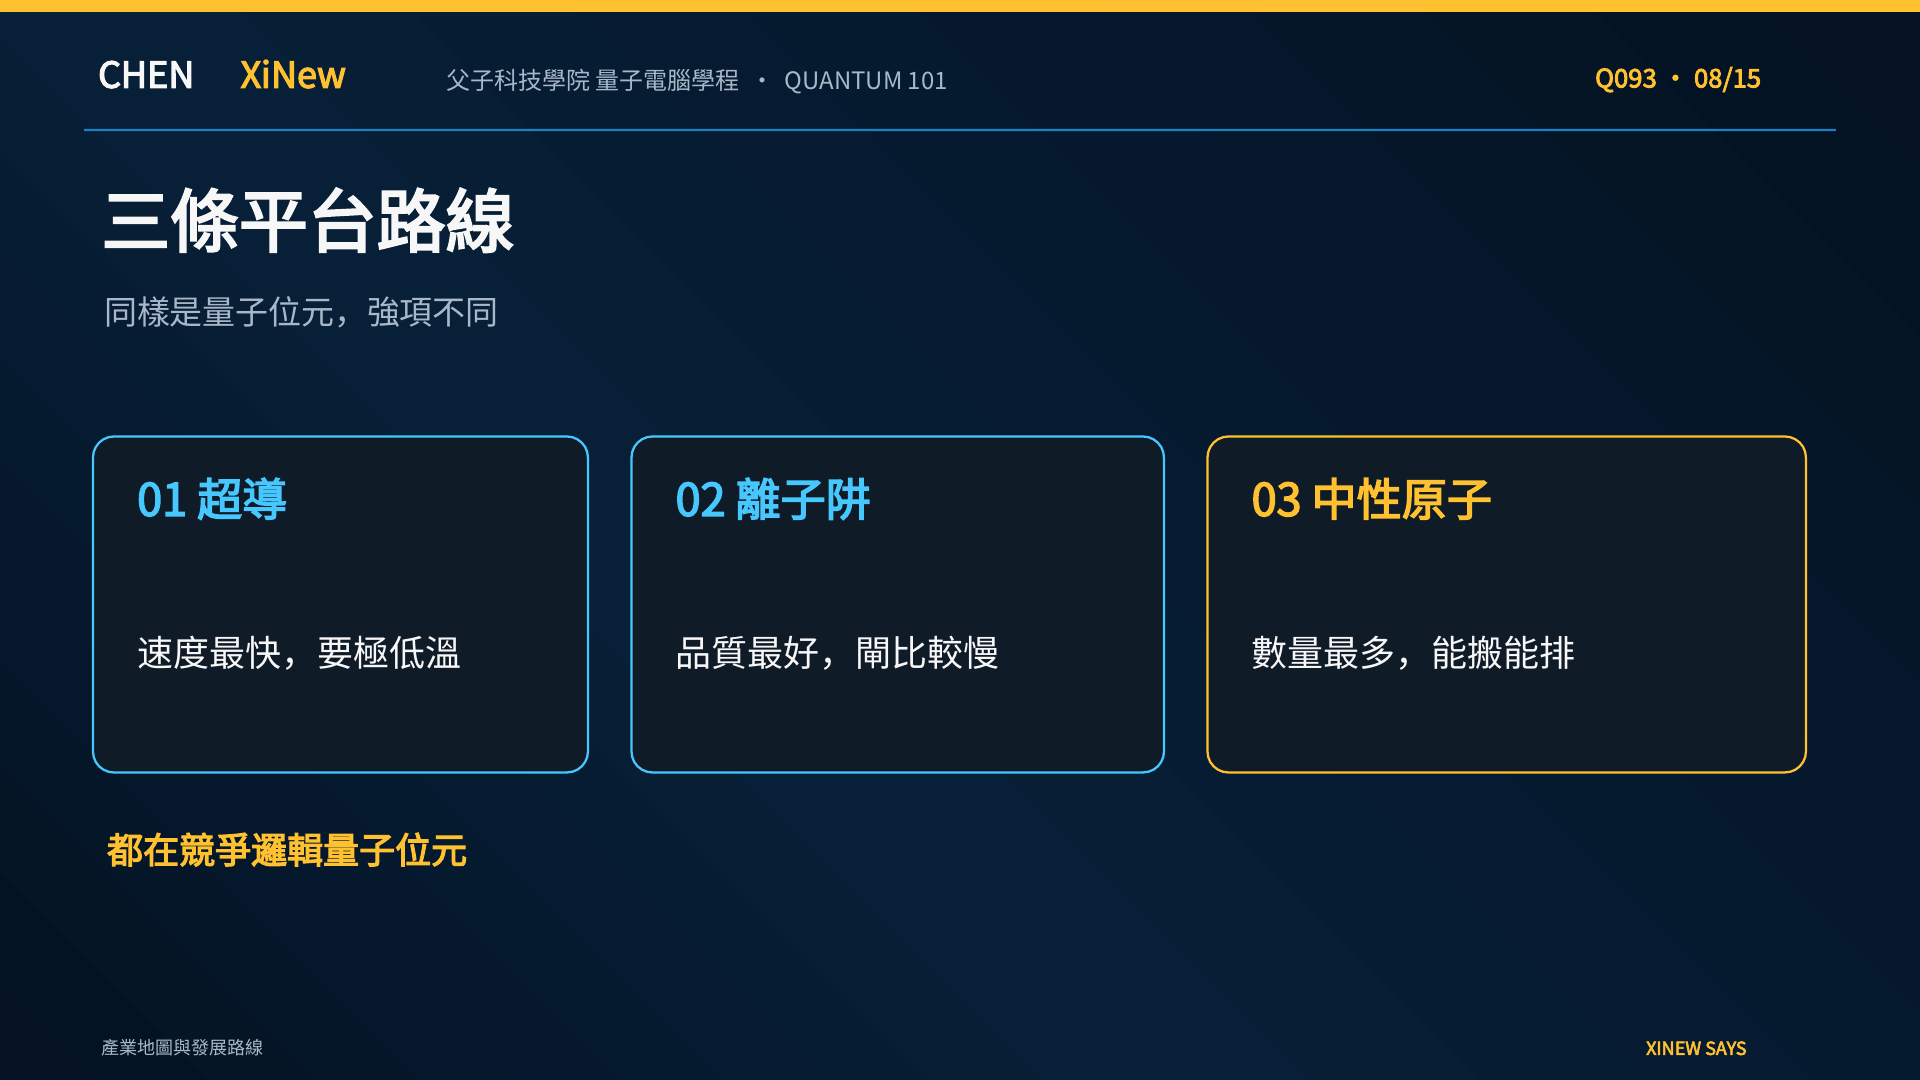 CHEN XiNew 父子科技學院 量子電腦學程 · QUANTUM 101 Q093 · 08/15
三條平台路線
同樣是量子位元，強項不同
01 超導
速度最快，要極低溫
02 離子阱
品質最好，閘比較慢
03 中性原子
數量最多，能搬能排
都在競爭邏輯量子位元
產業地圖與發展路線
XINEW SAYS